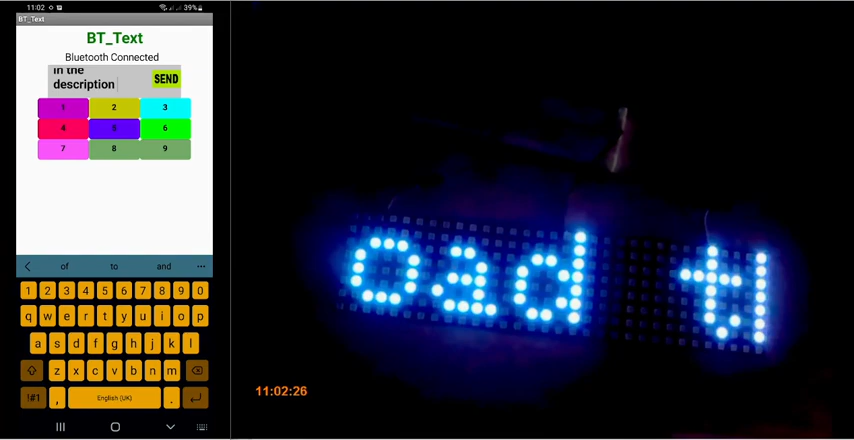 11:02 39%
BT_Text
BT_Text
Bluetooth Connected
in the
description
SEND
1 2 3
4 5 6
7 8 9
of to and
1 2 3 4 5 6 7 8 9 0
q w e r t y u i o p
a s d f g h j k l
z x c v b n m
!#1 , English (UK) .
oad tl
11:02:26